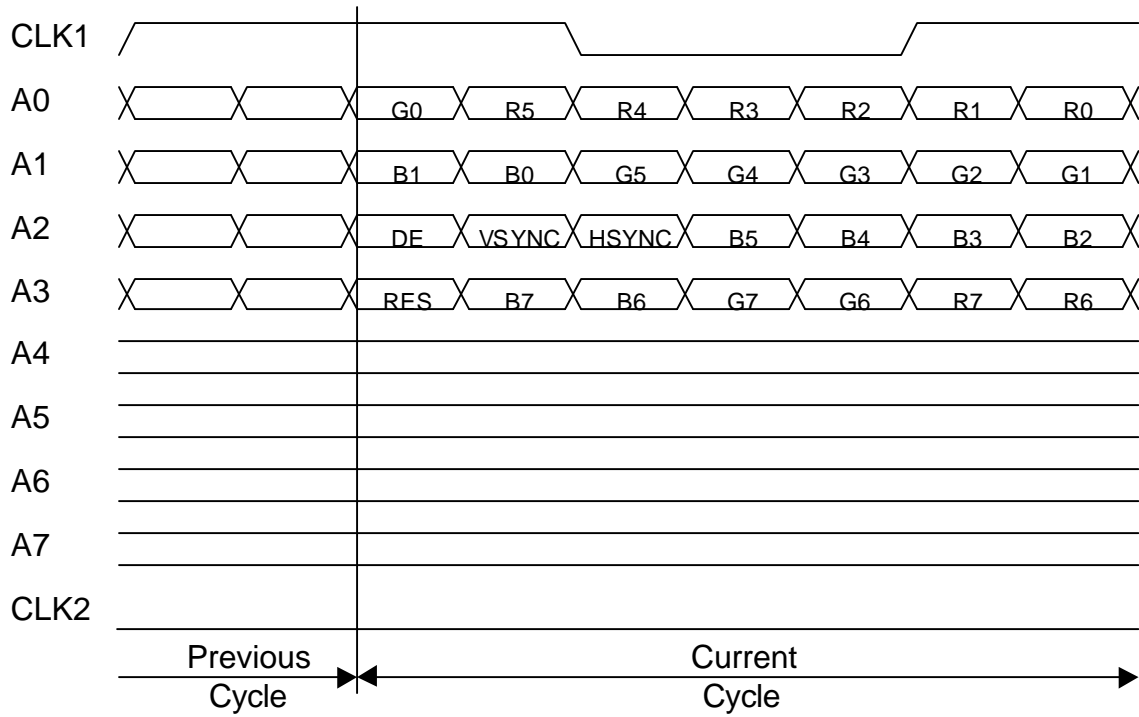 CLK1
A0 G0 R5 R4 R3 R2 R1 R0
A1 B1 B0 G5 G4 G3 G2 G1
A2 DE VSYNC HSYNC B5 B4 B3 B2
A3 RES B7 B6 G7 G6 R7 R6
A4
A5
A6
A7
CLK2
Previous Current
Cycle Cycle